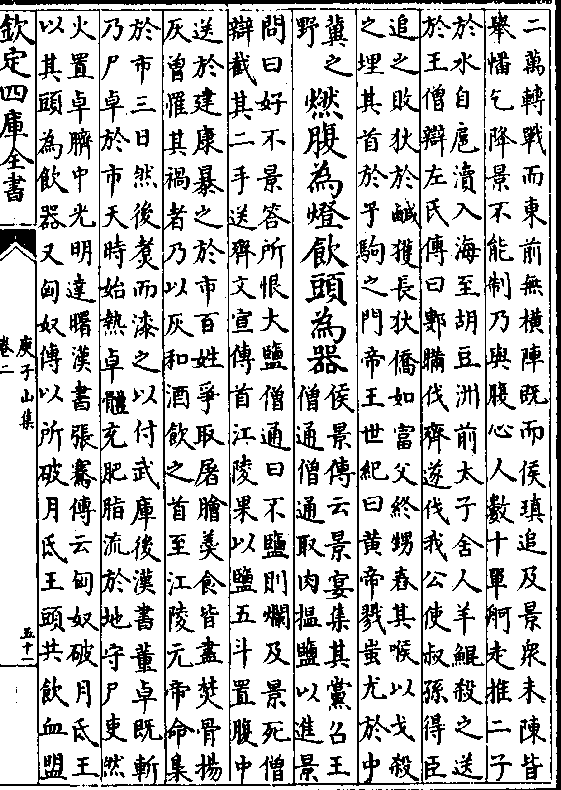 二萬轉戰而東前無橫陣既而侯瑱追及景衆未陳皆
舉幡乞降景不能制乃與腹心人數十單舸走推二子
於水自扈瀆入海至胡豆洲前太子舍人羊鯤殺之送
於王僧辯左氏傳曰鄋瞞伐齊遂伐我公使叔孫得臣
追之敗狄於鹹獲長狄僑如富父終甥舂其喉以戈殺
之埋其首於子駒之門帝王世紀曰黃帝戮蚩尤於中
冀之
野
燃腹為燈飲頭為器
侯景傳云景宴集其黨召王
僧通僧通取肉揾鹽以進景
問曰好不景答所恨大鹽僧通曰不鹽則爛及景死僧
辯截其二手送齊文宣傳首江陵果以鹽五斗置腹中
送於建康暴之於市百姓爭取屠膾羮食皆盡焚骨揚
灰曾罹其禍者乃以灰和酒飲之首至江陵元帝命集
於市三日然後煑而漆之以付武庫後漢書董卓既斬
乃尸卓於市天時始熱卓體充肥脂流於地守尸吏然
火置卓臍中光明達曙漢書張騫傳云匈奴破月氐王
以其頭為飲器又匈奴傳以所破月氐王頭共飲血盟
欽定四庫全書
庾子山集
卷二
五十二